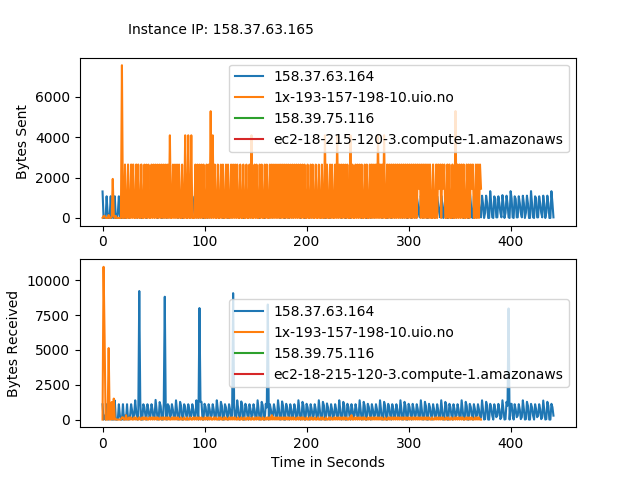 Instance IP: 158.37.63.165
Bytes Sent
6000
4000
2000
0
158.37.63.164
1x-193-157-198-10.uio.no
158.39.75.116
ec2-18-215-120-3.compute-1.amazonaws
0 100 200 300 400
Bytes Received
10000
7500
5000
2500
0
158.37.63.164
1x-193-157-198-10.uio.no
158.39.75.116
ec2-18-215-120-3.compute-1.amazonaws
0 100 200 300 400
Time in Seconds